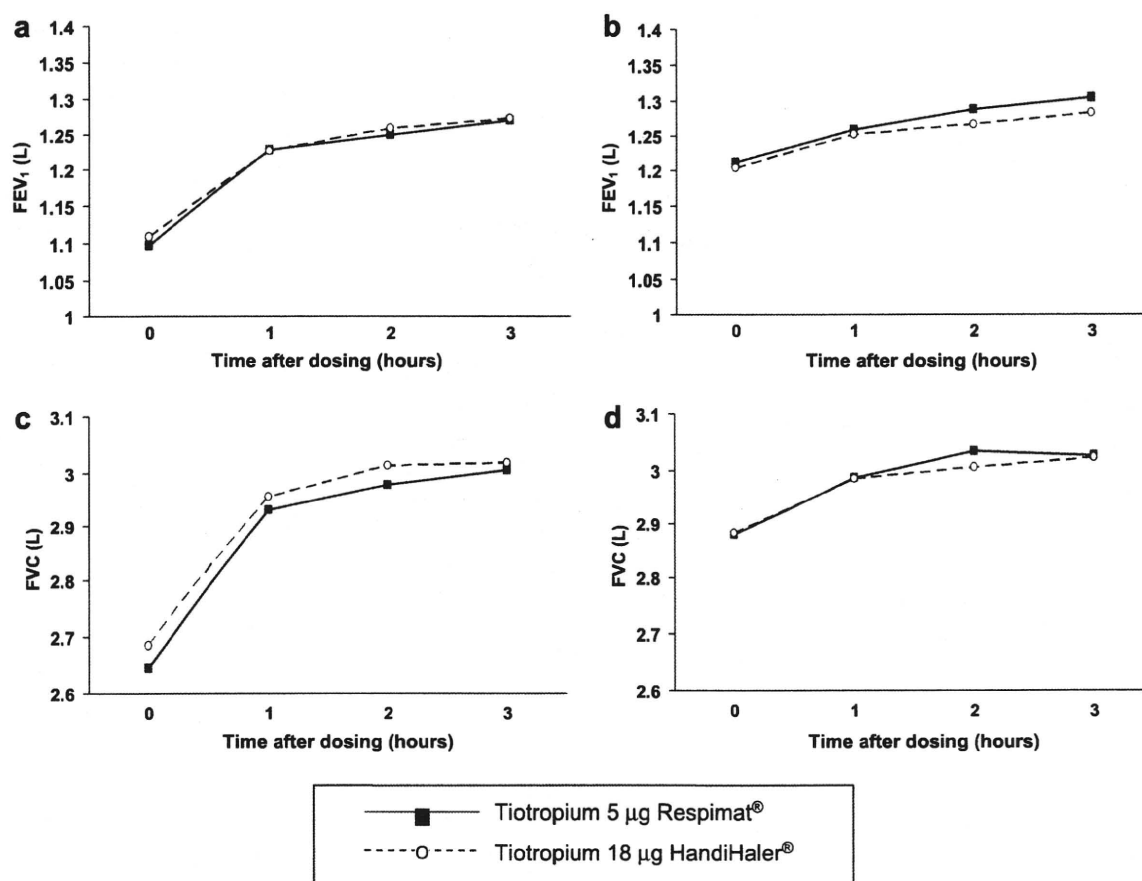 a
1.4
1.35
1.3
1.25
1.2
1.15
1.1
1.05
1
FEV₁ (L)
0 1 2 3
Time after dosing (hours)
b
1.4
1.35
1.3
1.25
1.2
1.15
1.1
1.05
1
FEV₁ (L)
0 1 2 3
Time after dosing (hours)
c
3.1
3
2.9
2.8
2.7
2.6
FVC (L)
0 1 2 3
Time after dosing (hours)
d
3.1
3
2.9
2.8
2.7
2.6
FVC (L)
0 1 2 3
Time after dosing (hours)
Tiotropium 5 µg Respimat®
Tiotropium 18 µg HandiHaler®